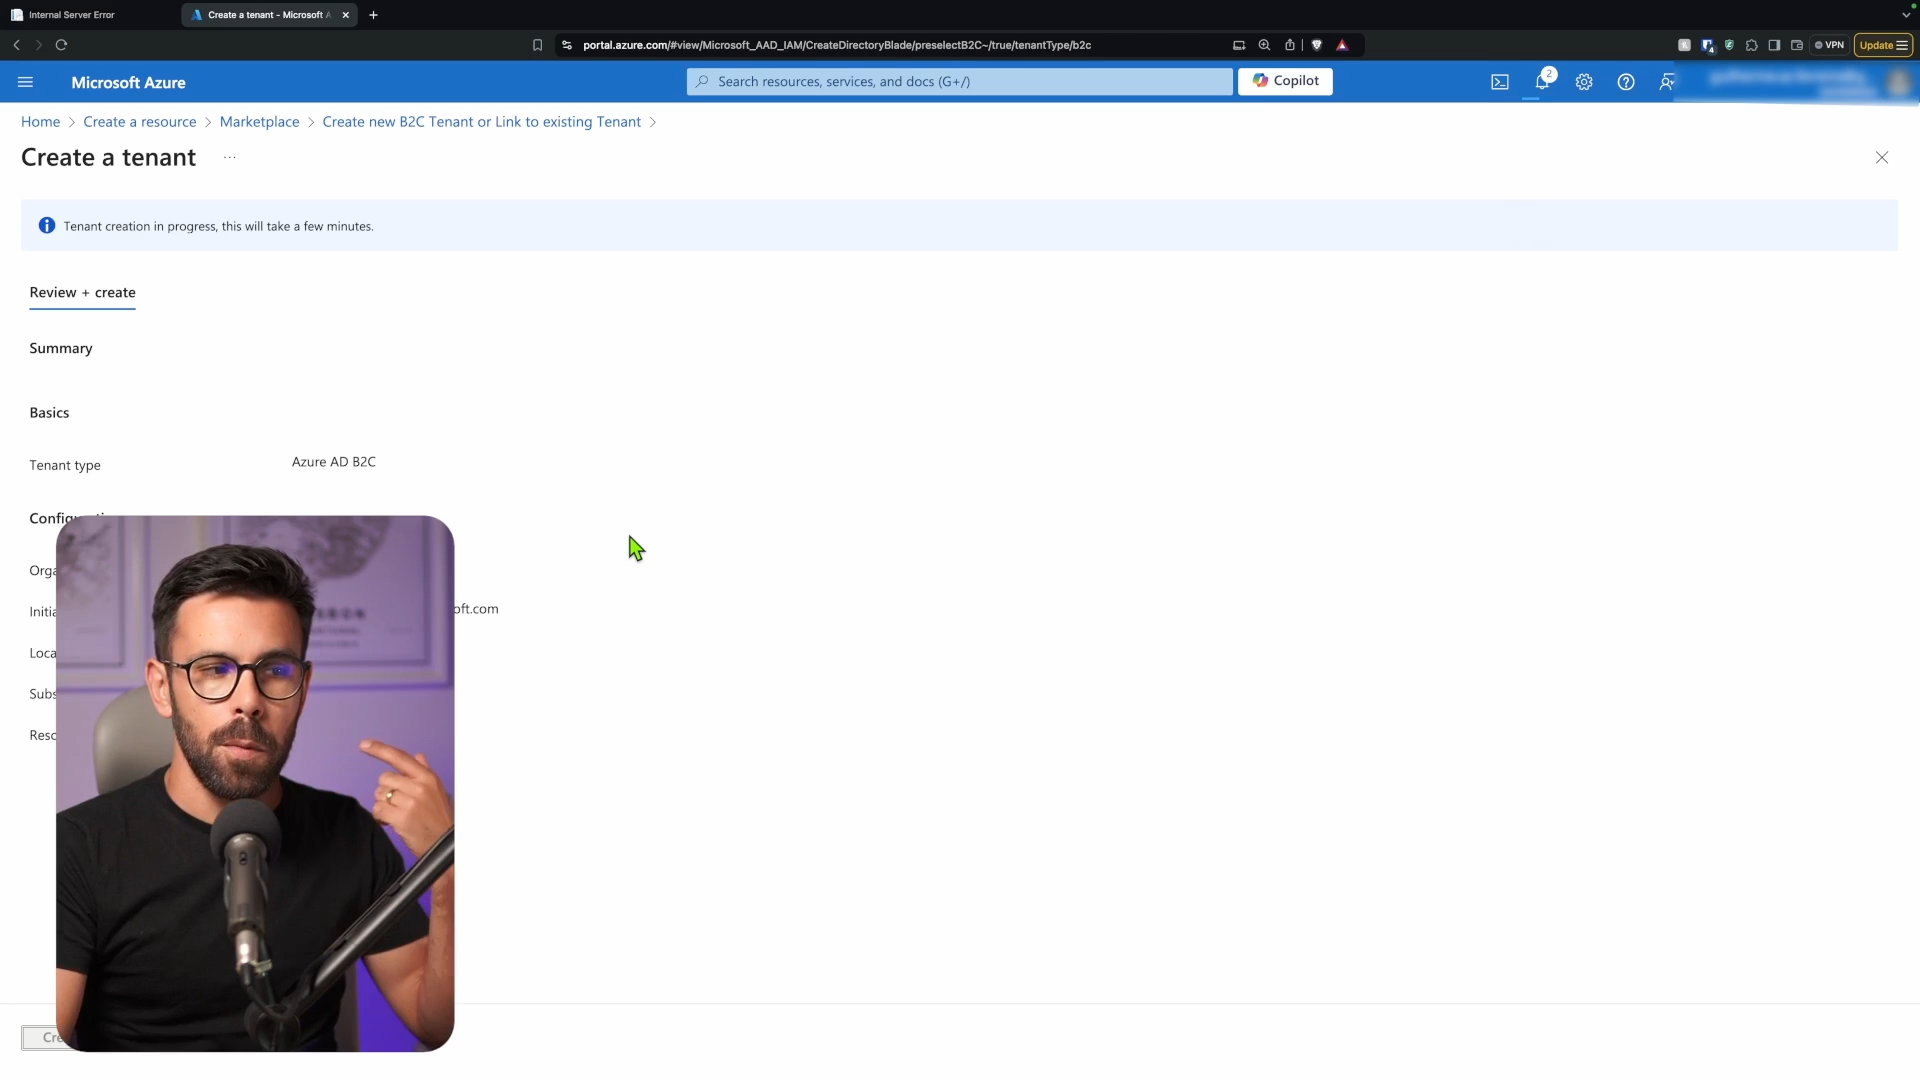 Internal Server Error
Create a tenant - Microsoft A
portal.azure.com/#view/Microsoft_AAD_IAM/CreateDirectoryBlade/preselectB2C~/true/tenantType/b2c
4
VPN
Update
Microsoft Azure
Search resources, services, and docs (G+/)
Copilot
2
Home > Create a resource > Marketplace > Create new B2C Tenant or Link to existing Tenant >
Create a tenant ...
Tenant creation in progress, this will take a few minutes.
Review + create
Summary
Basics
Tenant type
Azure AD B2C
Orga
Initia
oft.com
Loca
Subs
Reso
Cre